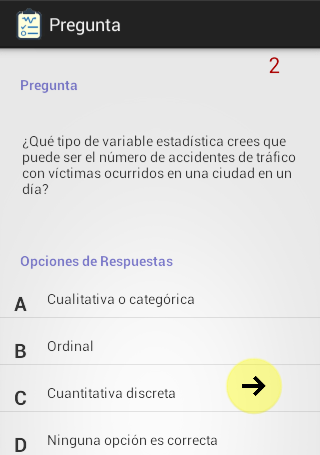 Pregunta
2
Pregunta
¿Qué tipo de variable estadística crees que
puede ser el número de accidentes de tráfico
con víctimas ocurridos en una ciudad en un
día?
Opciones de Respuestas
A Cualitativa o categórica
B Ordinal
C Cuantitativa discreta
D Ninguna opción es correcta